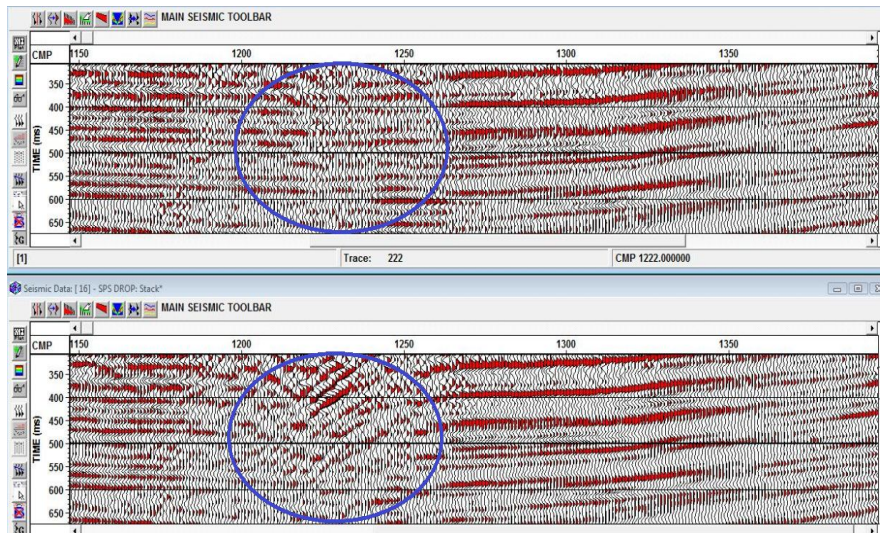 MAIN SEISMIC TOOLBAR
CMP 1150 1200 1250 1300 1350
TIME (ms)
350
400
450
500
550
600
650
[1] Trace: 222 CMP 1222.000000
Seismic Data: [ 16] - SPS DROP: Stack*
MAIN SEISMIC TOOLBAR
CMP 1150 1200 1250 1300 1350
TIME (ms)
350
400
450
500
550
600
650